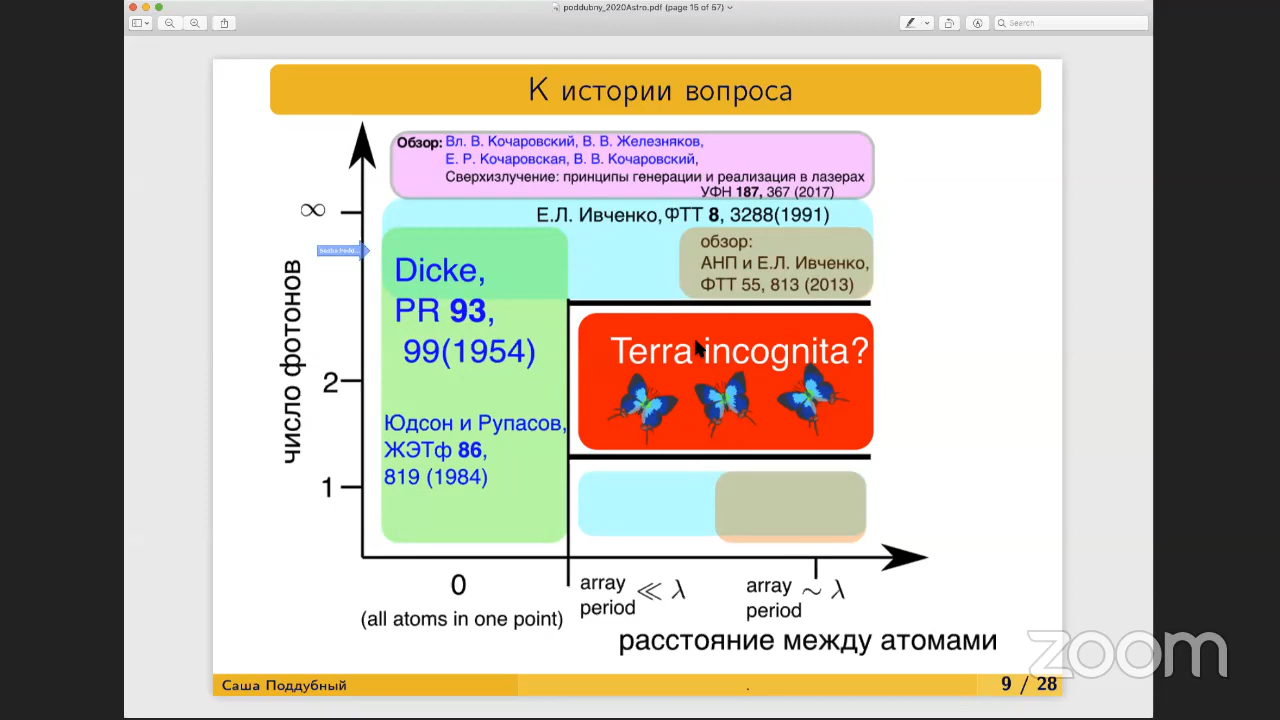 poddubny_2020Astro.pdf (page 15 of 67)
Search
К истории вопроса
Обзор: Вл. В. Кочаровский, В. В. Железняков,
Е. Р. Кочаровская, В. В. Кочаровский,
Сверхизлучение: принципы генерации и реализация в лазерах
УФН 187, 367 (2017)
∞
Е.Л. Ивченко, ФТТ 8, 3288(1991)
обзор:
АНП и Е.Л. Ивченко,
ФТТ 55, 813 (2013)
Dicke,
PR 93,
99(1954)
Terra incognita?
число фотонов
2
Юдсон и Рупасов,
ЖЭТф 86,
819 (1984)
1
0
(all atoms in one point)
array
period ≪ λ
array
period ∼ λ
расстояние между атомами
zoom
Саша Поддубный
.
9 / 28